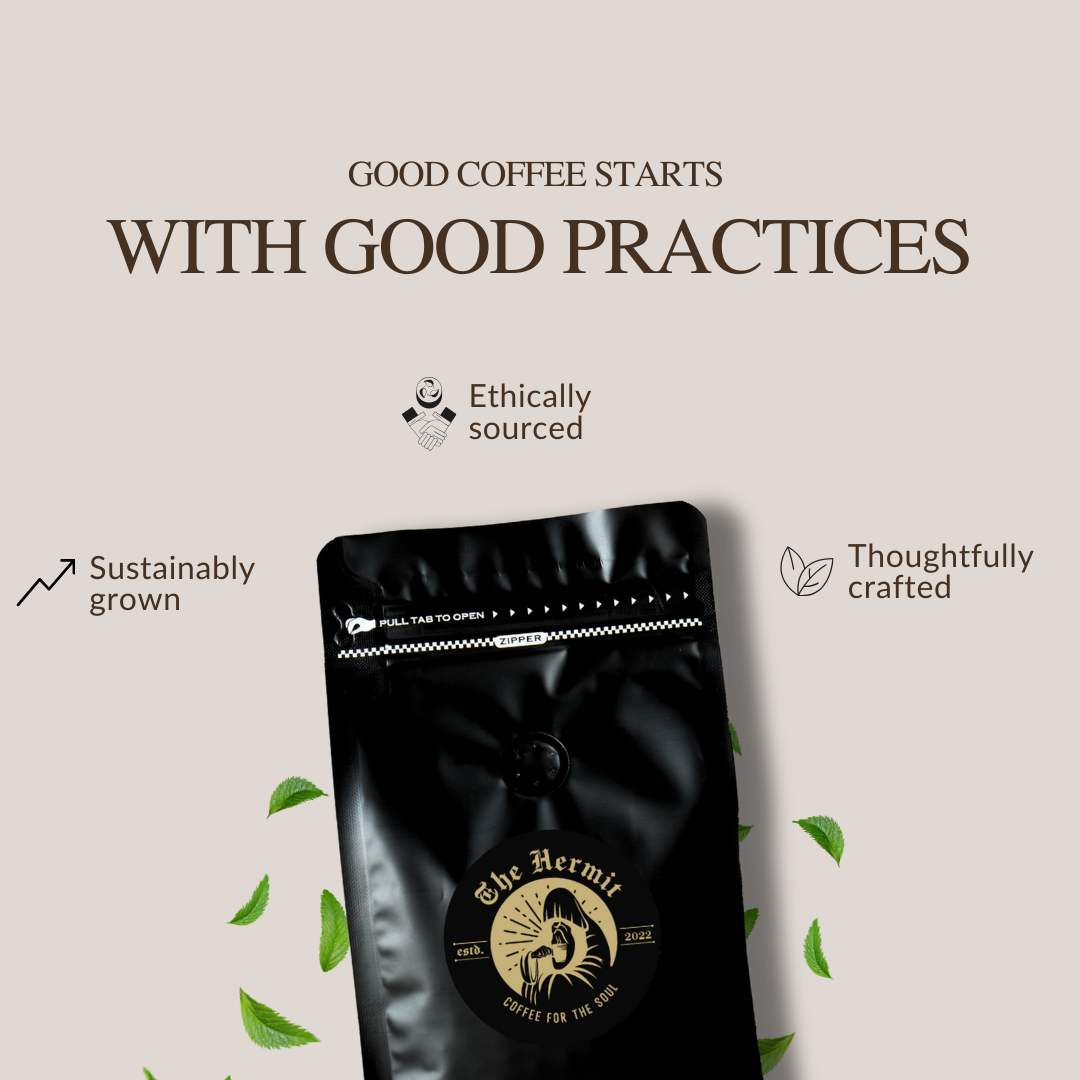 GOOD COFFEE STARTS
WITH GOOD PRACTICES
Ethically
sourced
Sustainably
grown
Thoughtfully
crafted
PULL TAB TO OPEN
ZIPPER
The Hermit
estd.
2022
COFFEE FOR THE SOUL